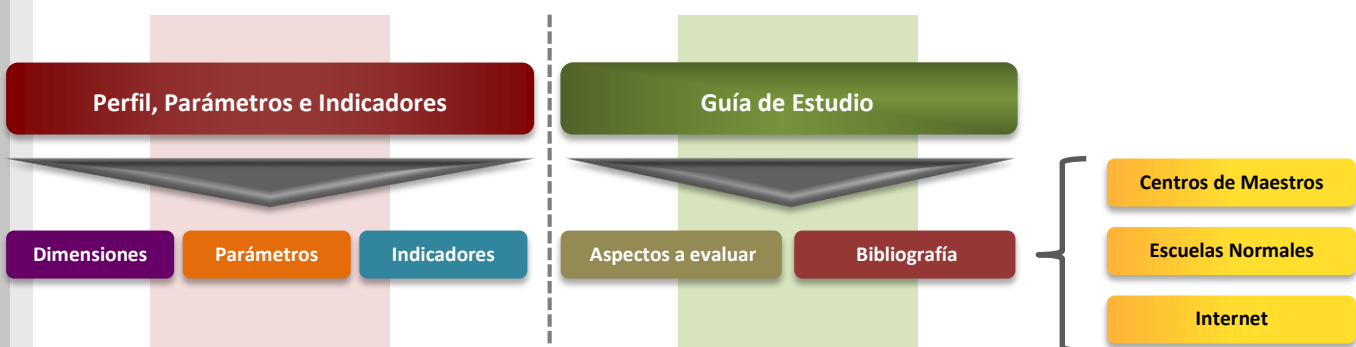 Perfil, Parámetros e Indicadores
Guía de Estudio
Dimensiones
Parámetros
Indicadores
Aspectos a evaluar
Bibliografía
Centros de Maestros
Escuelas Normales
Internet